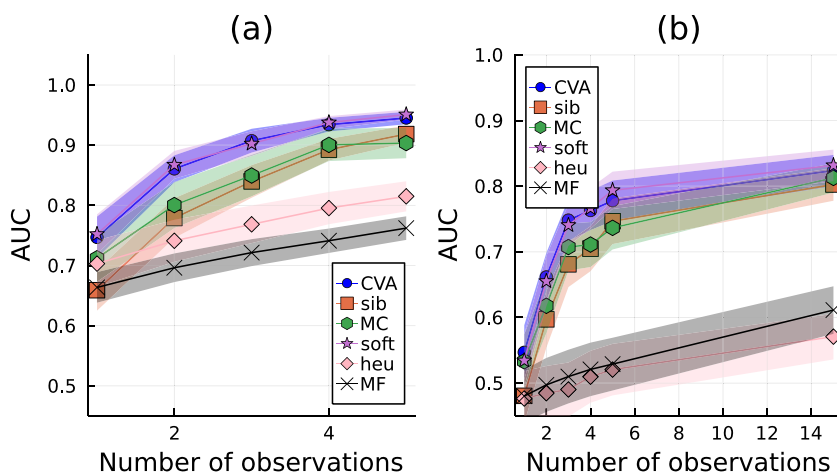 (a)
1.0
0.9
0.8
0.7
0.6
0.5
AUC
2
4
Number of observations
CVA
sib
MC
soft
heu
MF
(b)
1.0
0.9
0.8
0.7
0.6
0.5
AUC
2 4 6 8 10 12 14
Number of observations
CVA
sib
MC
soft
heu
MF